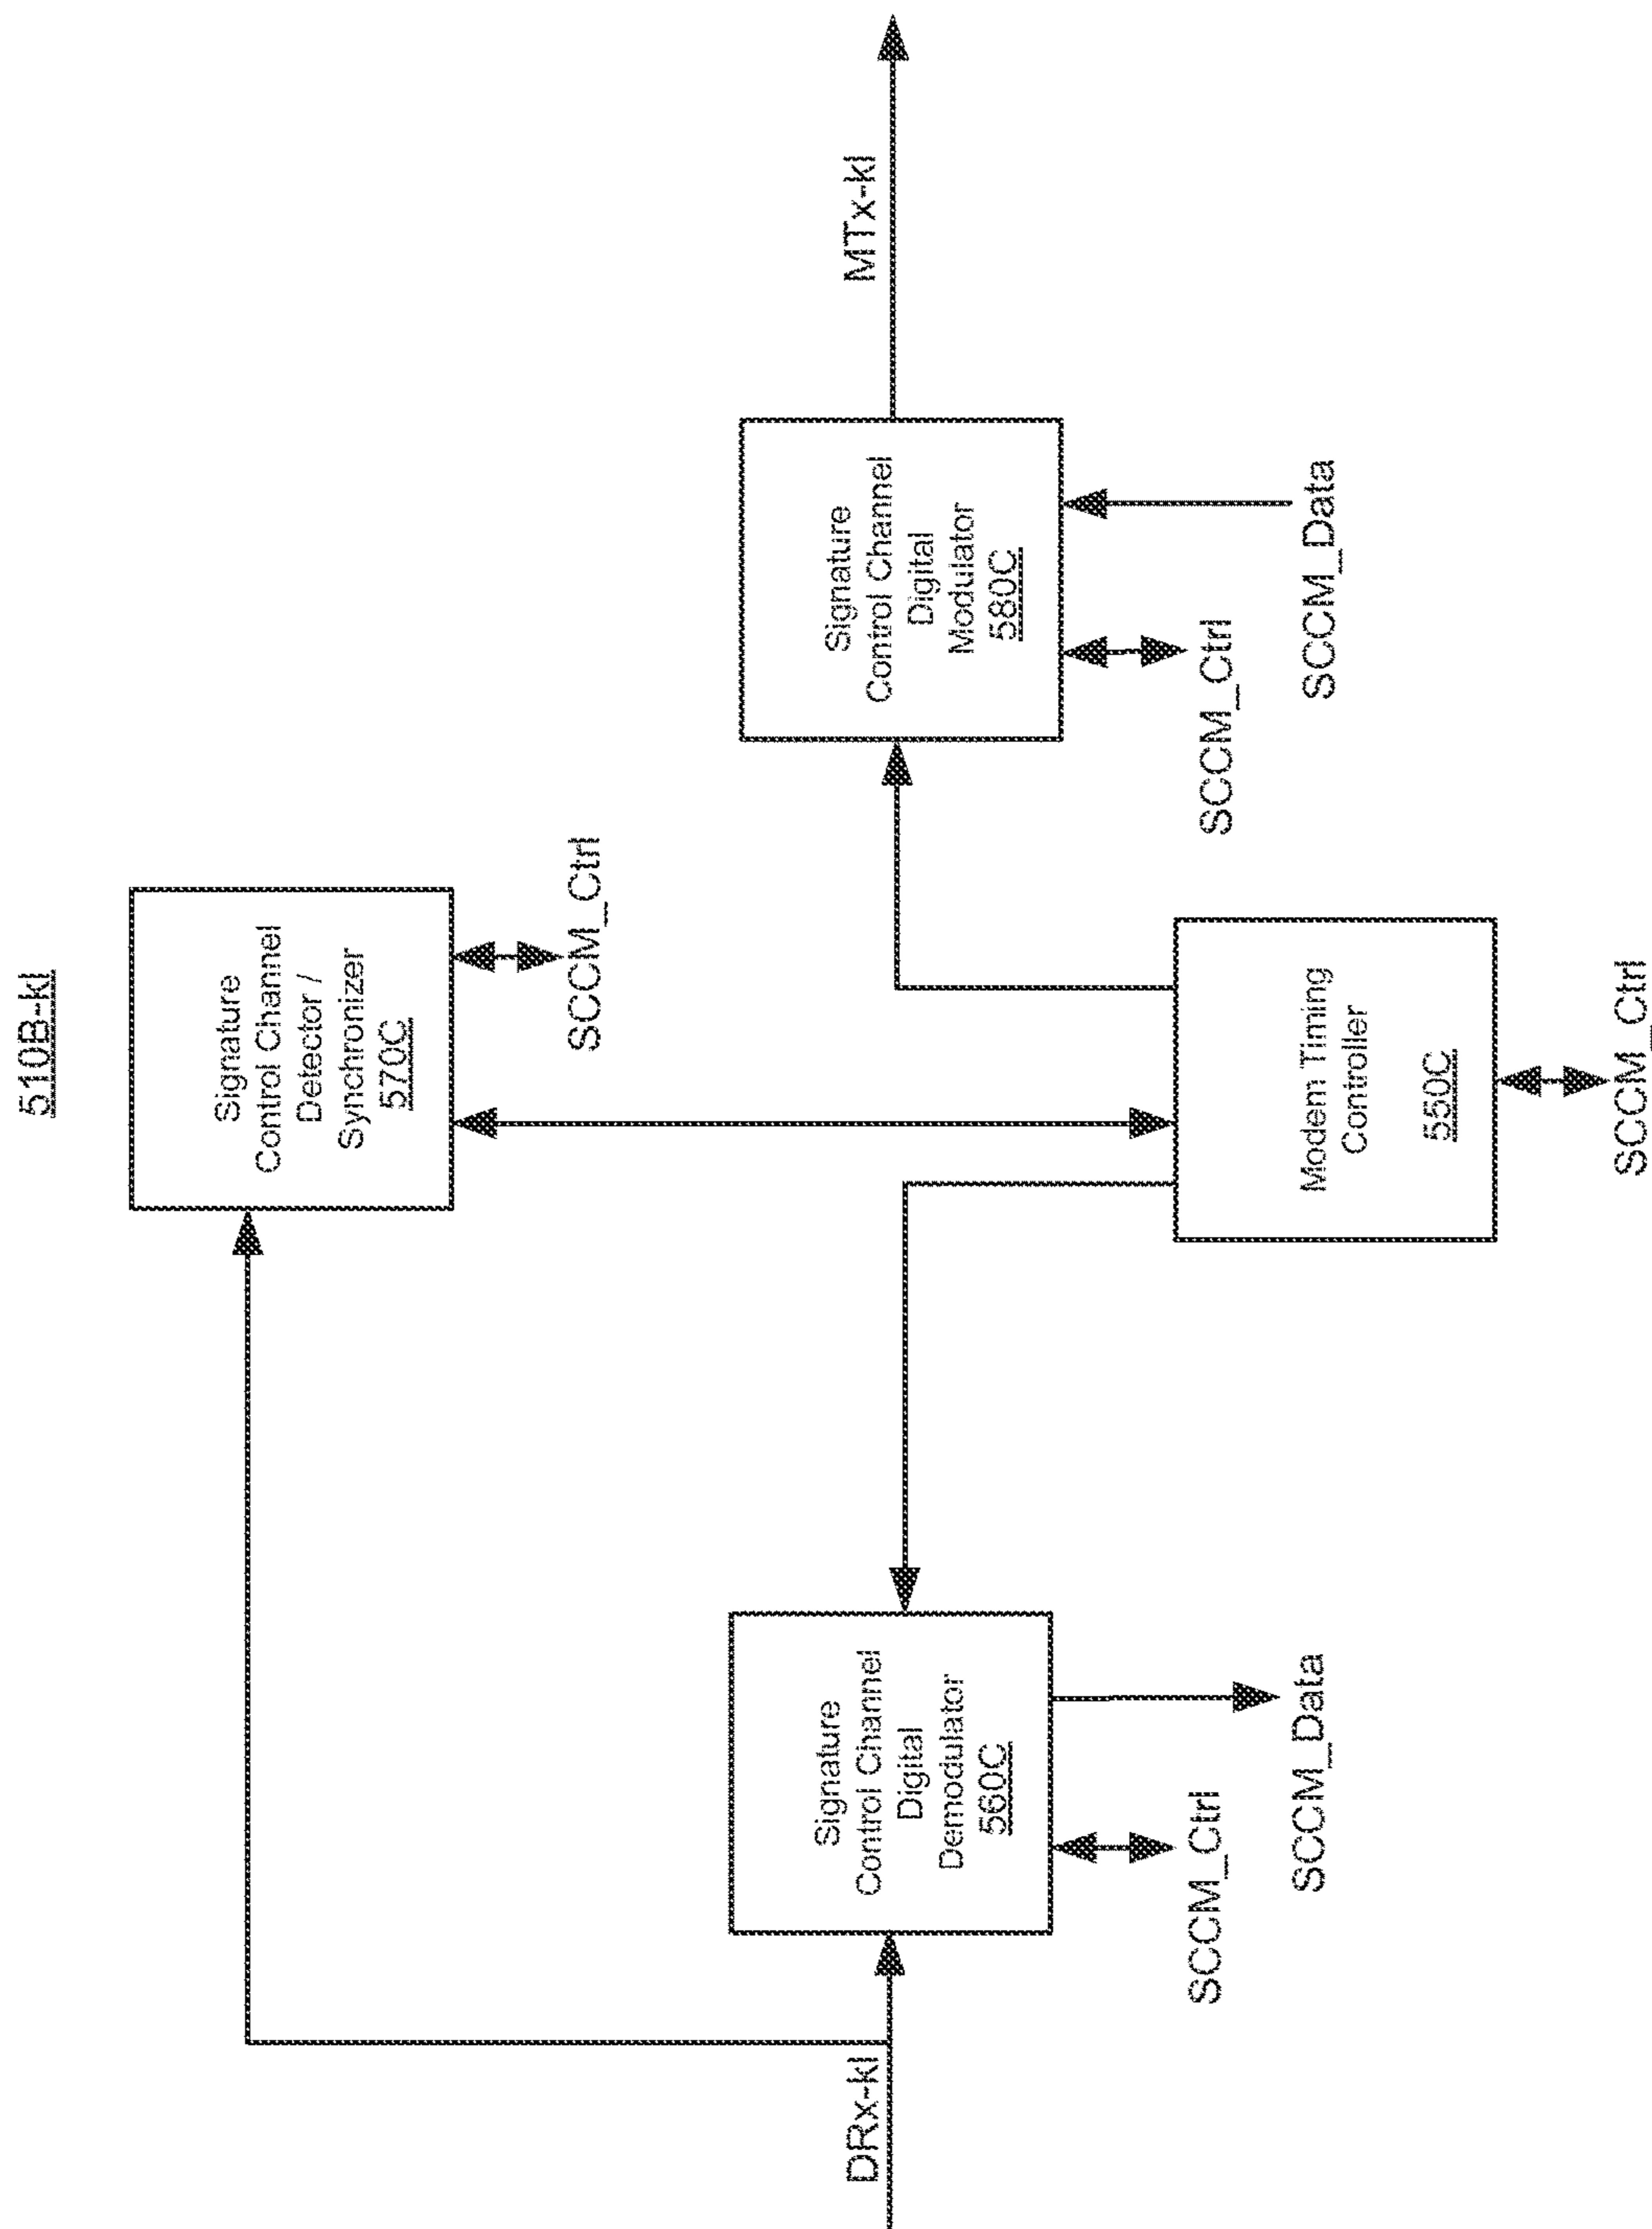 510B-kl
Signature
Control Channel
Detector /
Synchronizer
570C
SCCM_Ctrl
DRx-kl
Signature
Control Channel
Digital
Demodulator
560C
SCCM_Ctrl
SCCM_Data
Signature
Control Channel
Digital
Modulator
580C
MTx-kl
SCCM_Ctrl
SCCM_Data
Modem Timing
Controller
550C
SCCM_Ctrl